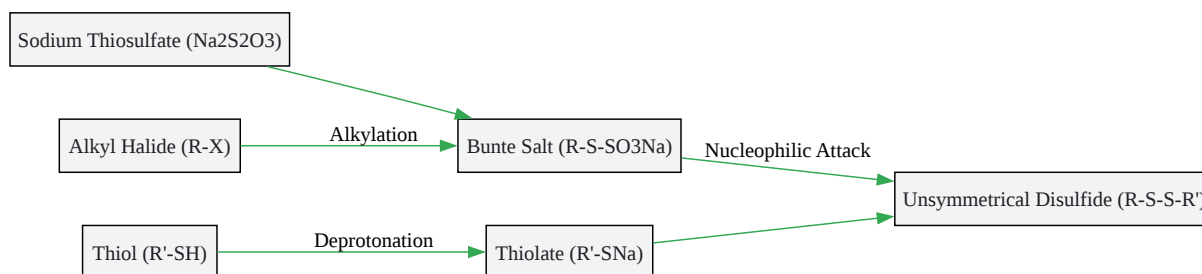 Sodium Thiosulfate (Na2S2O3)
Alkyl Halide (R-X)
Alkylation
Bunte Salt (R-S-SO3Na)
Nucleophilic Attack
Unsymmetrical Disulfide (R-S-S-R')
Thiol (R'-SH)
Deprotonation
Thiolate (R'-SNa)